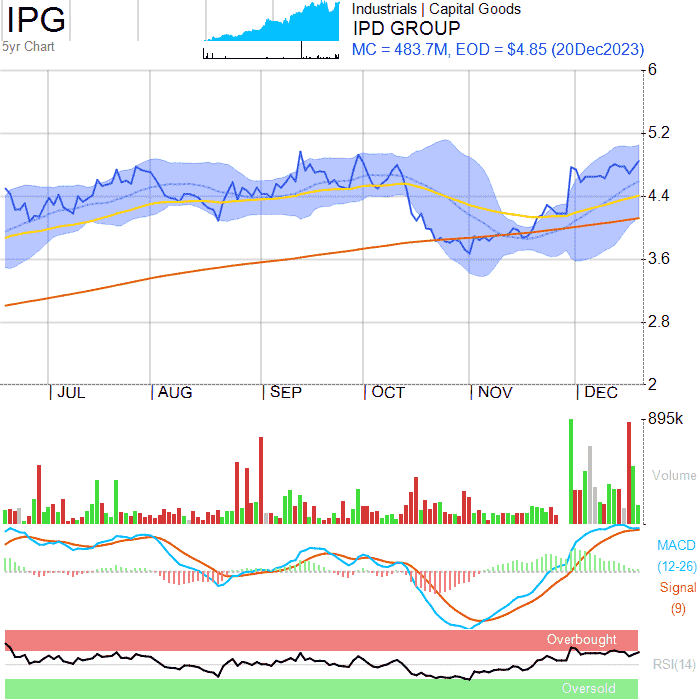 IPG
5yr Chart
Industrials | Capital Goods
IPD GROUP
MC = 483.7M, EOD = $4.85 (20Dec2023)
6
5.2
4.4
3.6
2.8
2
JUL AUG SEP OCT NOV DEC
895k
Volume
MACD
(12-26)
Signal
(9)
Overbought
RSI(14)
Oversold